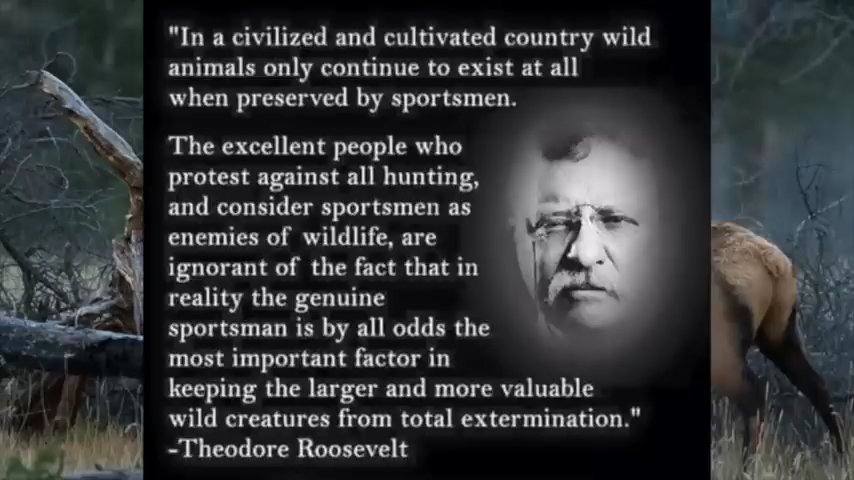 "In a civilized and cultivated country wild
animals only continue to exist at all
when preserved by sportsmen.
The excellent people who
protest against all hunting,
and consider sportsmen as
enemies of wildlife, are
ignorant of the fact that in
reality the genuine
sportsman is by all odds the
most important factor in
keeping the larger and more valuable
wild creatures from total extermination."
-Theodore Roosevelt